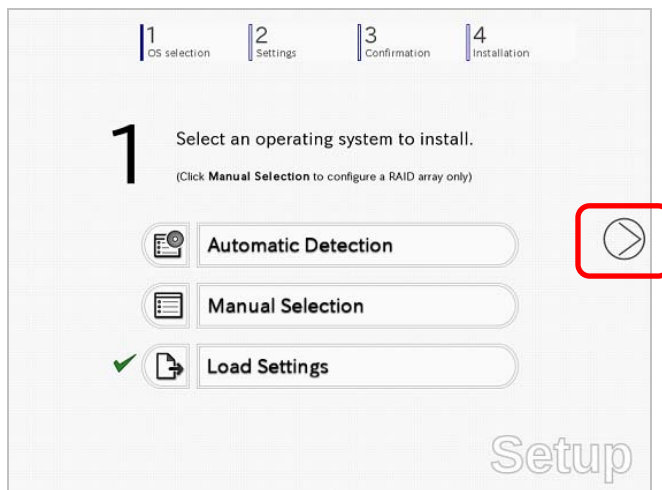 1 2 3 4
OS selection Settings Confirmation Installation
1 Select an operating system to install.
(Click Manual Selection to configure a RAID array only)
Automatic Detection
Manual Selection
Load Settings
Setup